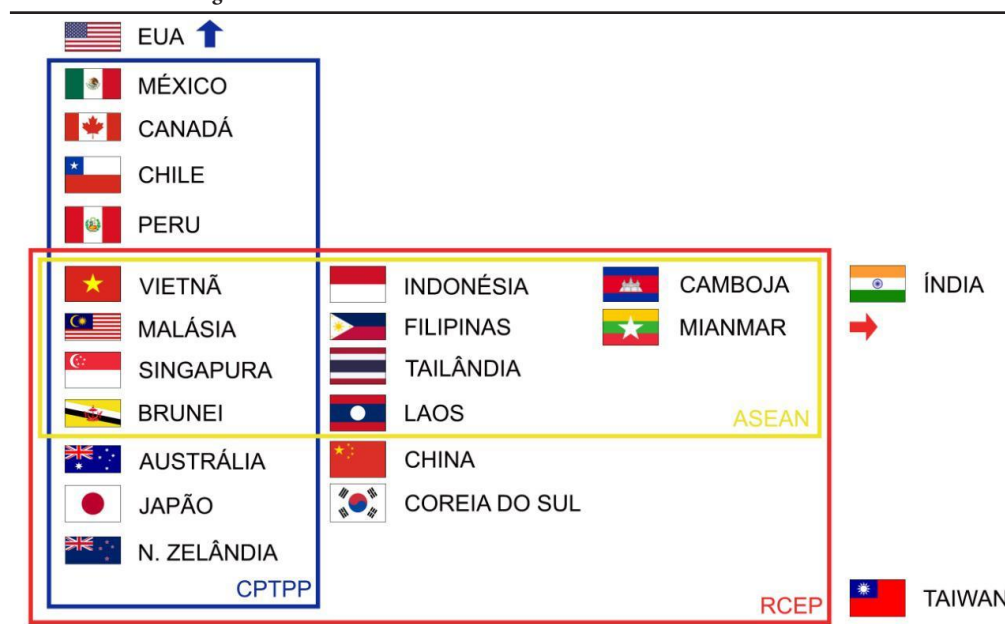 EUA
MÉXICO
CANADÁ
CHILE
PERU
VIETNÃ INDONÉSIA CAMBOJA ÍNDIA
MALÁSIA FILIPINAS MIANMAR
SINGAPURA TAILÂNDIA
BRUNEI LAOS ASEAN
AUSTRÁLIA CHINA
JAPÃO COREIA DO SUL
N. ZELÂNDIA
CPTPP
RCEP TAIWAN